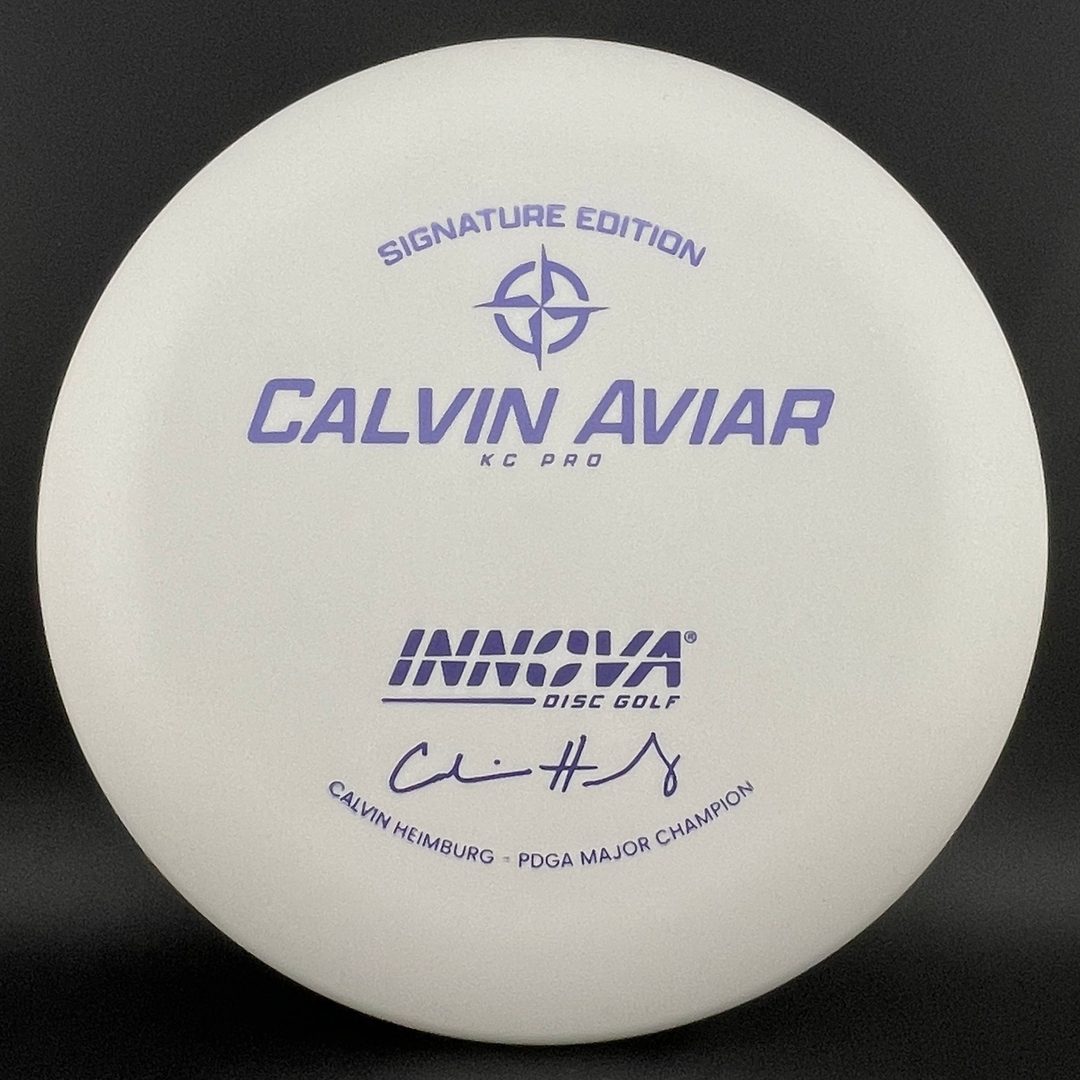 SIGNATURE EDITION
CALVIN AVIAR
KC PRO
INNOVA®
DISC GOLF
CALVIN HEIMBURG - PDGA MAJOR CHAMPION